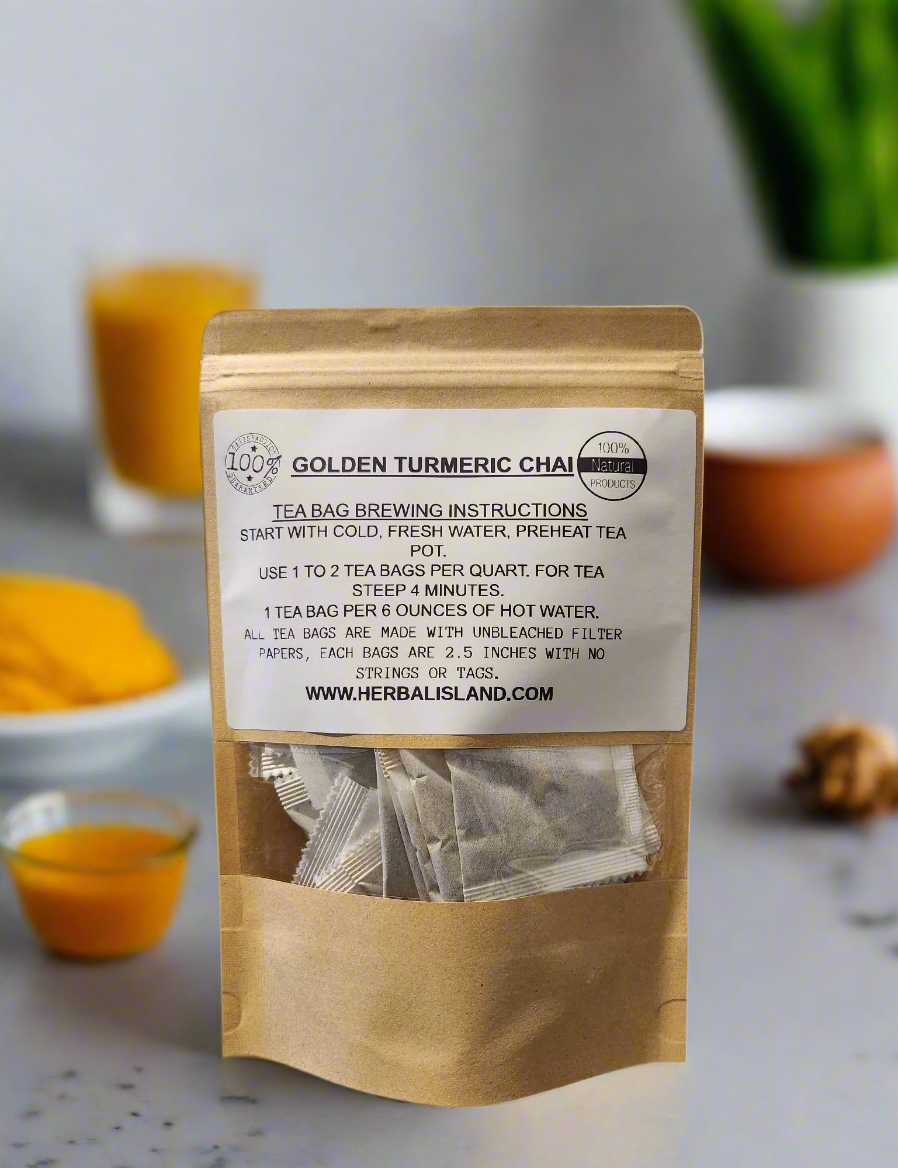 SATISFACTION
100%
GUARANTEED
GOLDEN TURMERIC CHAI
100%
Natural
PRODUCTS
TEA BAG BREWING INSTRUCTIONS
START WITH COLD, FRESH WATER, PREHEAT TEA
POT.
USE 1 TO 2 TEA BAGS PER QUART. FOR TEA
STEEP 4 MINUTES.
1 TEA BAG PER 6 OUNCES OF HOT WATER.
ALL TEA BAGS ARE MADE WITH UNBLEACHED FILTER
PAPERS, EACH BAGS ARE 2.5 INCHES WITH NO
STRINGS OR TAGS.
WWW.HERBALISLAND.COM